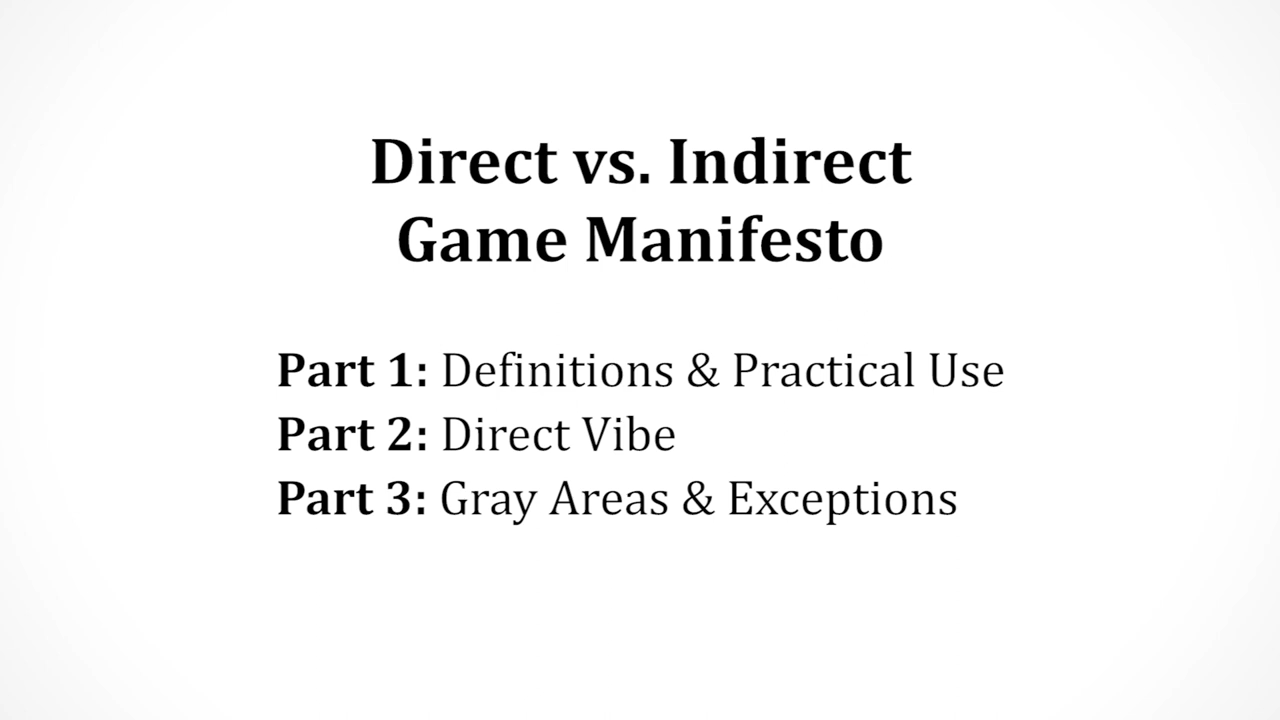 Direct vs. Indirect
Game Manifesto
Part 1: Definitions & Practical Use
Part 2: Direct Vibe
Part 3: Gray Areas & Exceptions